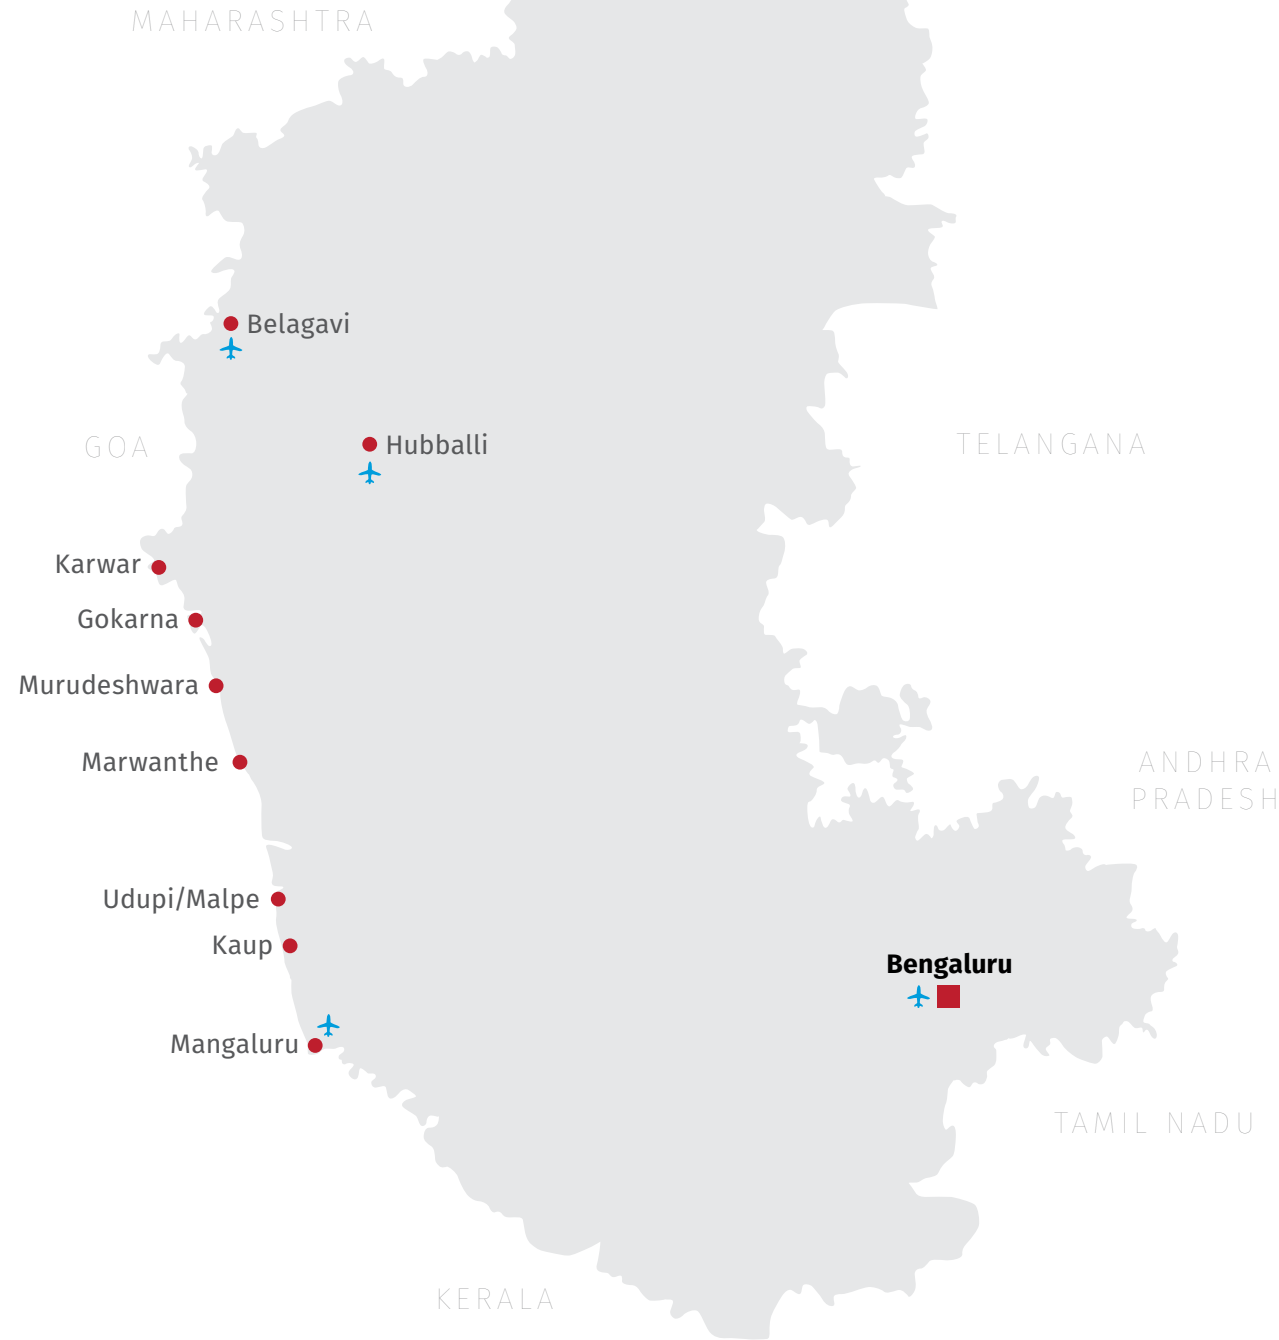 MAHARASHTRA
Belagavi
Hubballi
GOA
TELANGANA
Karwar
Gokarna
Murudeshwara
Marwanthe
ANDHRA
PRADESH
Udupi/Malpe
Kaup
Bengaluru
Mangaluru
TAMIL NADU
KERALA